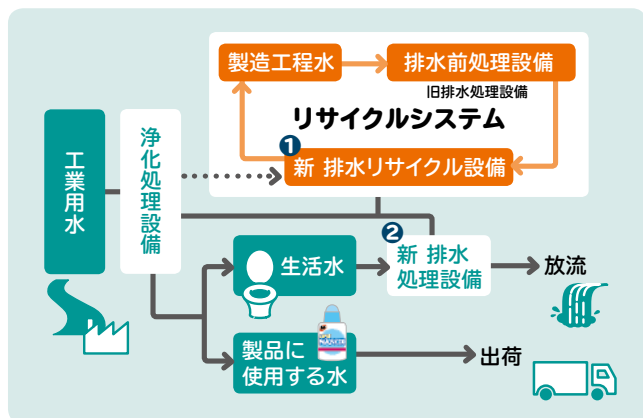 製造工程水
排水前処理設備
旧排水処理設備
リサイクルシステム
1
新 排水リサイクル設備
工業用水
浄化処理設備
2
生活水
新 排水
処理設備
放流
製品に
使用する水
出荷